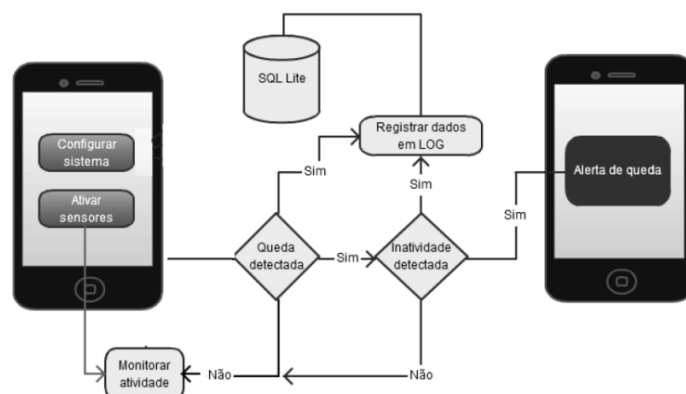 SQL Lite
Configurar
sistema
Ativar
sensores
Registrar dados
em LOG
Alerta de queda
Sim
Sim
Sim
Queda
detectada
Sim
Inatividade
detectada
Monitorar
atividade
Não
Não